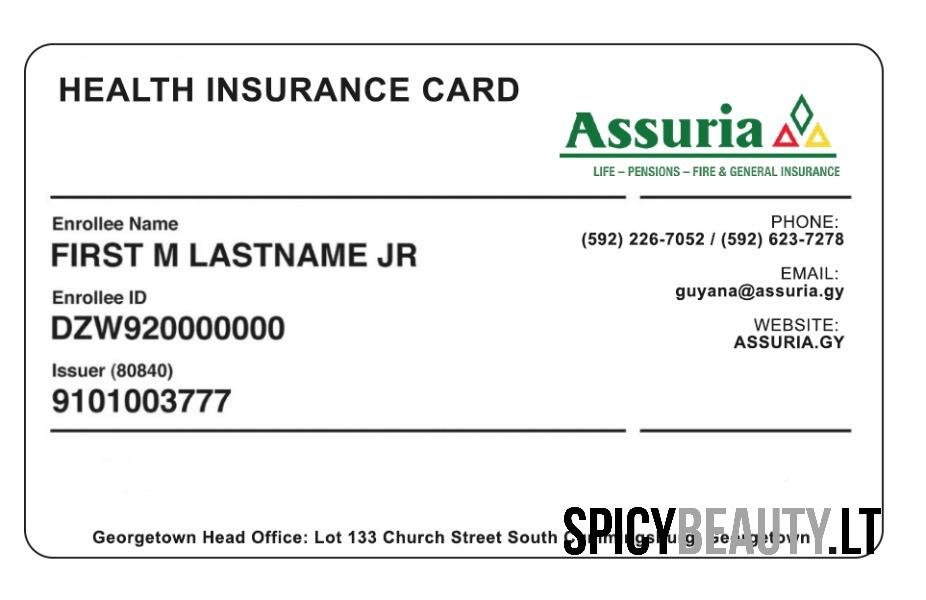 HEALTH INSURANCE CARD
Assuria
LIFE – PENSIONS – FIRE & GENERAL INSURANCE
Enrollee Name
FIRST M LASTNAME JR
Enrollee ID
DZW920000000
Issuer (80840)
9101003777
PHONE:
(592) 226-7052 / (592) 623-7278
EMAIL:
guyana@assuria.gy
WEBSITE:
ASSURIA.GY
Georgetown Head Office: Lot 133 Church Street South Cummingsburg, Georgetown
SPICYBEAUTY.LT